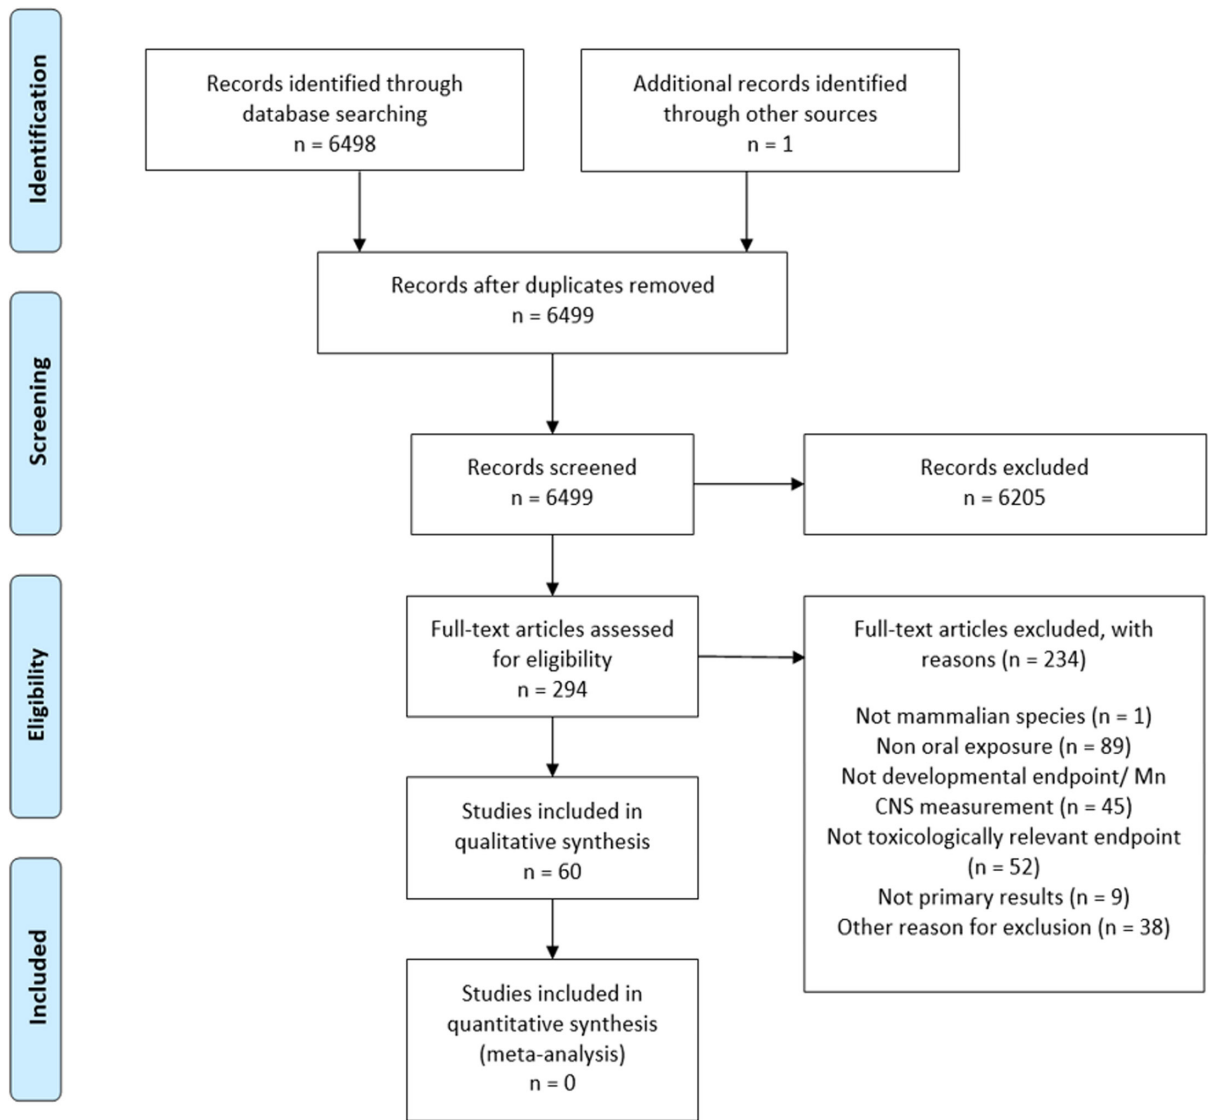 Identification
Records identified through
database searching
n = 6498
Additional records identified
through other sources
n = 1
Records after duplicates removed
n = 6499
Screening
Records screened
n = 6499
Records excluded
n = 6205
Eligibility
Full-text articles assessed
for eligibility
n = 294
Full-text articles excluded, with
reasons (n = 234)
Not mammalian species (n = 1)
Non oral exposure (n = 89)
Not developmental endpoint/ Mn
CNS measurement (n = 45)
Not toxicologically relevant endpoint
(n = 52)
Not primary results (n = 9)
Other reason for exclusion (n = 38)
Studies included in
qualitative synthesis
n = 60
Included
Studies included in
quantitative synthesis
(meta-analysis)
n = 0